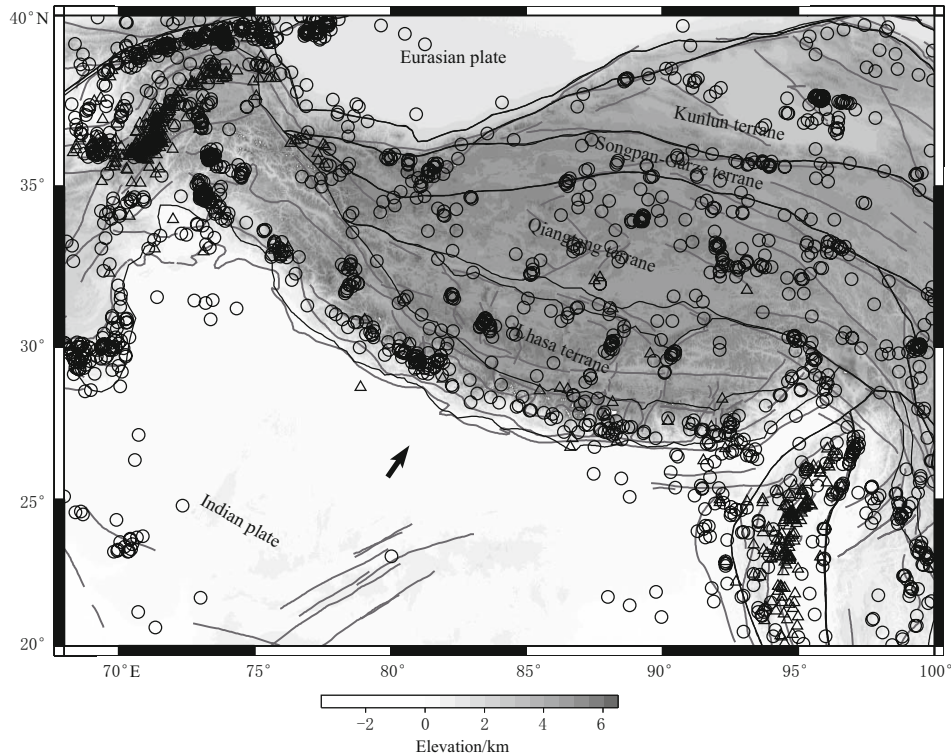 40°N
Eurasian plate
Kunlun terrane
Songpan-Garze terrane
35°
Qiangtang terrane
30°
Lhasa terrane
25°
Indian plate
20°
70°E 75° 80° 85° 90° 95° 100°
-2 0 2 4 6
Elevation/km